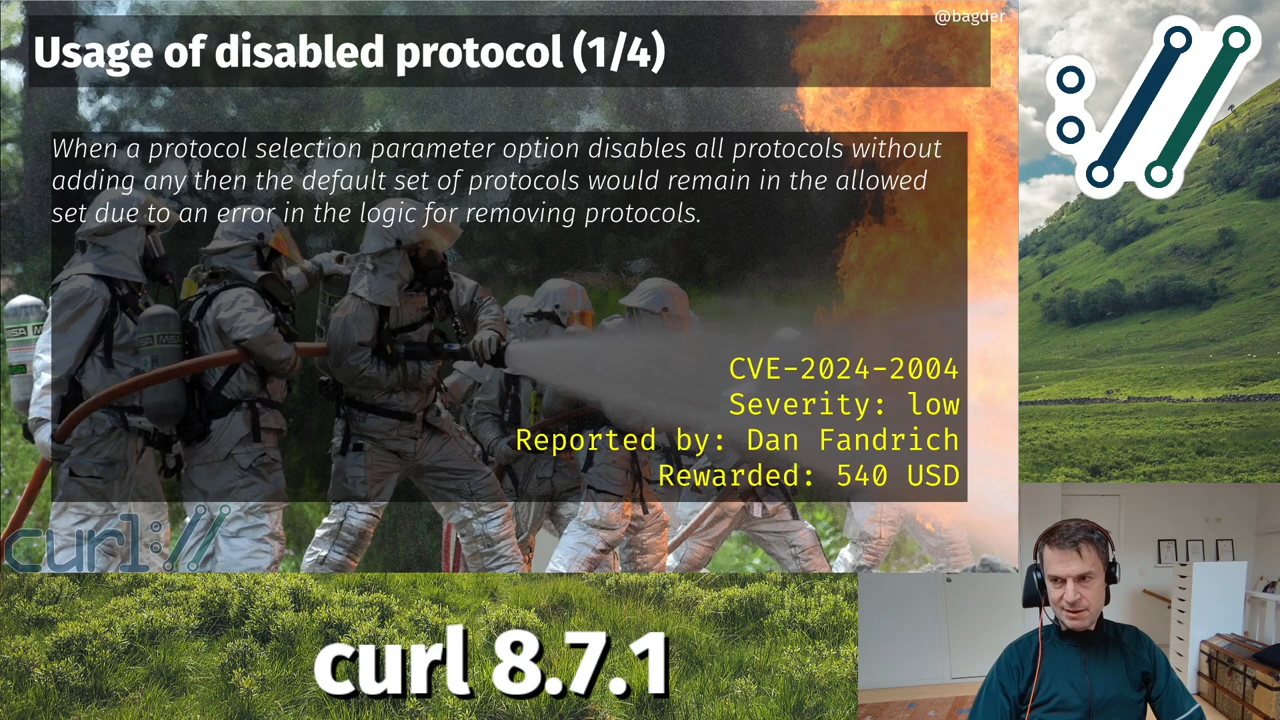 @bagder
Usage of disabled protocol (1/4)
When a protocol selection parameter option disables all protocols without
adding any then the default set of protocols would remain in the allowed
set due to an error in the logic for removing protocols.
MSA
CVE-2024-2004
Severity: low
Reported by: Dan Fandrich
Rewarded: 540 USD
curl://
curl 8.7.1